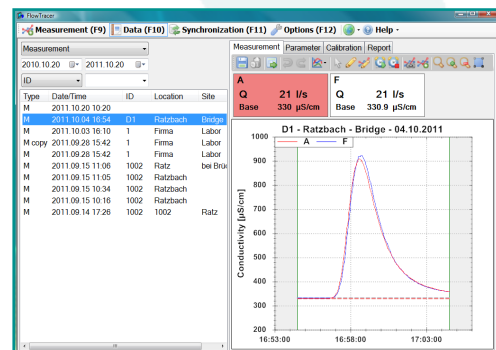 FlowTracer
Measurement (F9) Data (F10) Synchronization (F11) Options (F12) Help
Measurement
2010.10.20 2011.10.20
ID
Type Date/Time ID Location Site
M 2011.10.20 10:20
M 2011.10.04 16:54 D1 Ratzbach Bridge
M 2011.10.03 16:10 1 Firma Labor
M copy 2011.09.28 15:42 1 Firma Labor
M 2011.09.28 15:42 1 Firma Labor
M 2011.09.15 11:06 1002 Ratz bei Brü
M 2011.09.15 11:05 1002 Ratzbach
M 2011.09.15 10:34 1002 Ratzbach
M 2011.09.15 10:16 1002 Ratzbach
M 2011.09.14 17:26 1002 1002 Ratz
Measurement Parameter Calibration Report
A
Q 21 l/s
Base 330 µS/cm
F
Q 21 l/s
Base 330.9 µS/cm
D1 - Ratzbach - Bridge - 04.10.2011
A F
Conductivity [µS/cm]
1000
900
800
700
600
500
400
300
200
16:53:00 16:58:00 17:03:00